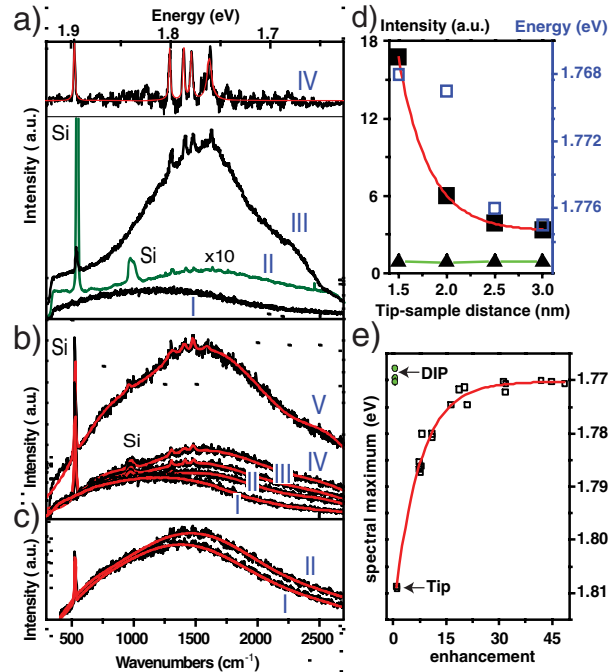 a)
Energy (eV)
1.9 1.8 1.7
IV
Si
III
Si
x10
II
I
Intensity ( a.u.)
b)
Si
V
Si
IV
III
II
I
Intensity ( a.u.)
c)
II
I
Intensity ( a.u.)
500 1000 1500 2000 2500
Wavenumbers (cm⁻¹)
d)
Intensity (a.u.) Energy (eV)
18
12
6
0
1.768
1.772
1.776
1.5 2.0 2.5 3.0
Tip-sample distance (nm)
e)
DIP
Tip
1.77
1.78
1.79
1.80
1.81
spectral maximum (eV)
0 15 30 45
enhancement